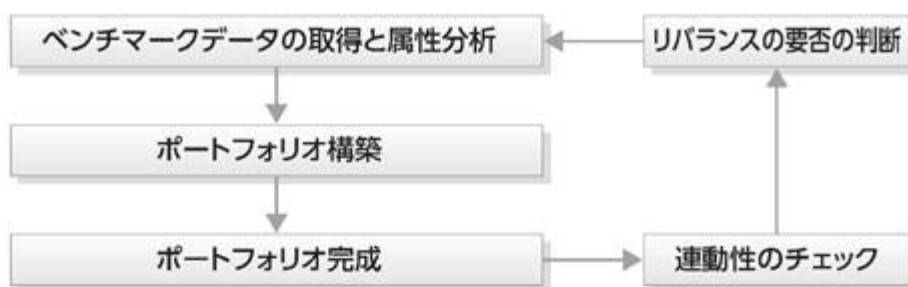 ベンチマークデータの取得と属性分析
リバランスの要否の判断
ポートフォリオ構築
ポートフォリオ完成
連動性のチェック